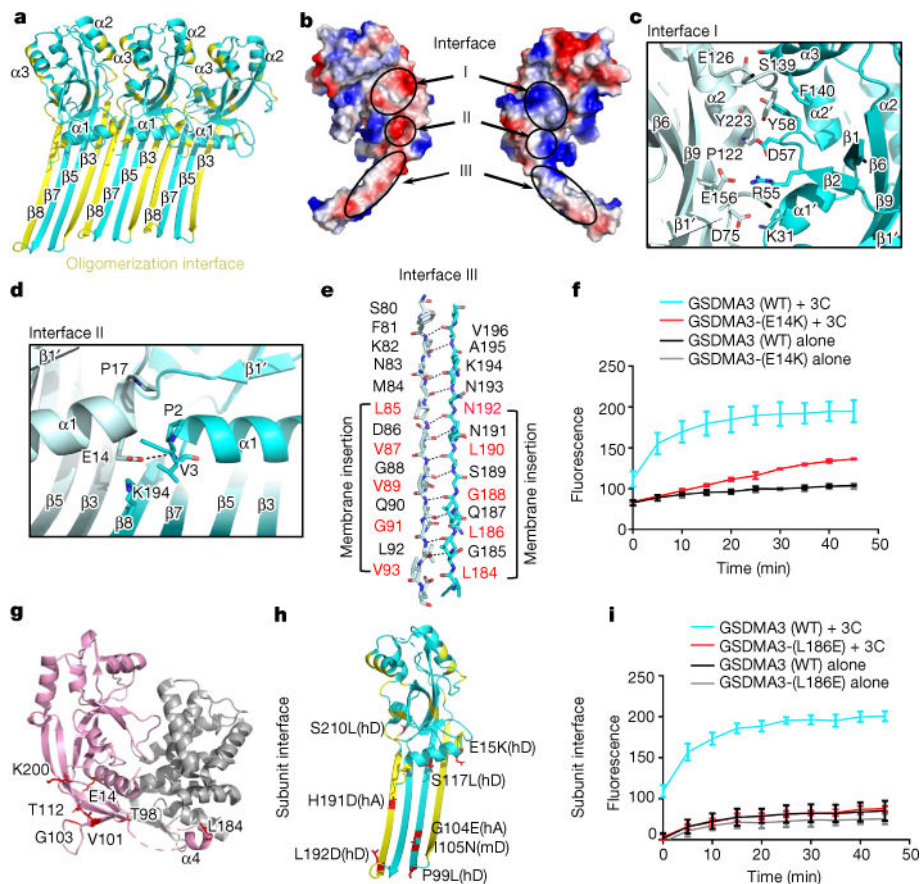 a
α2
α2
α2
α3
α3
α3
α1
α1
α1
β3
β3
β3
β5
β5
β5
β7
β7
β7
β8
β8
β8
Oligomerization interface
b
Interface
I
II
III
c
Interface I
E126
S139
α3
F140
α2
α2′
α2
Y223
Y58
β6
β1
β9
P122
D57
β6
β2
E156
R55
β9
α1′
β1′
D75
K31
β1′
d
Interface II
β1′
P17
β1′
α1
P2
α1
E14
V3
K194
β5
β3
β8
β7
β5
β3
e
Interface III
S80
F81
K82
N83
M84
L85
D86
V87
G88
V89
Q90
G91
L92
V93
V196
A195
K194
N193
N192
N191
L190
S189
G188
Q187
L186
G185
L184
Membrane insertion
Membrane insertion
f
GSDMA3 (WT) + 3C
GSDMA3-(E14K) + 3C
GSDMA3 (WT) alone
GSDMA3-(E14K) alone
250
200
150
100
0
Fluorescence
0 10 20 30 40 50
Time (min)
g
K200
E14
T112
T98
L184
G103
V101
α4
h
Subunit interface
S210L(hD)
E15K(hD)
S117L(hD)
H191D(hA)
G104E(hA)
I105N(mD)
L192D(hD)
P99L(hD)
Subunit interface
i
GSDMA3 (WT) + 3C
GSDMA3-(L186E) + 3C
GSDMA3 (WT) alone
GSDMA3-(L186E) alone
250
200
150
100
0
Fluorescence
0 10 20 30 40 50
Time (min)